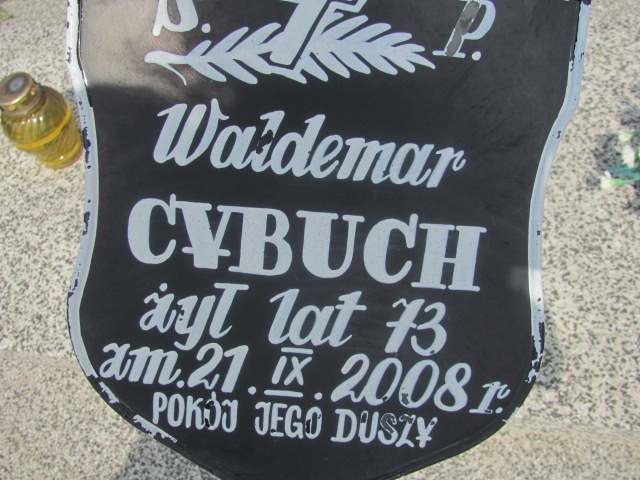 Ś. P.
Waldemar
CYBUCH
żył lat 73
zm. 21. IX. 2008 r.
POKÓJ JEGO DUSZY